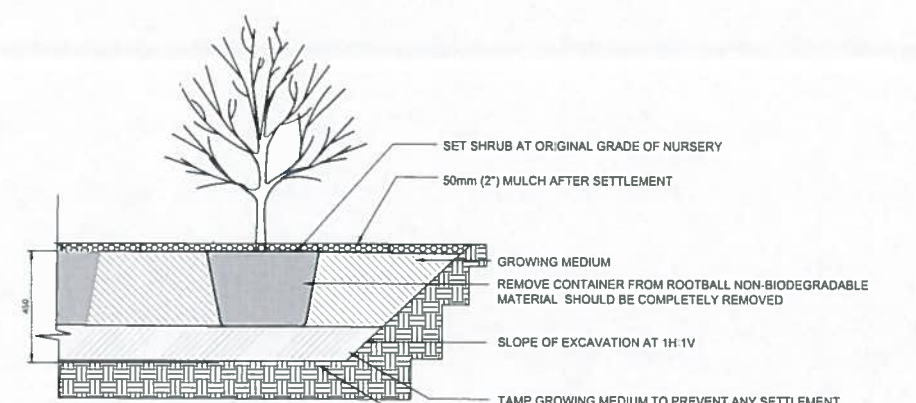 SET SHRUB AT ORIGINAL GRADE OF NURSERY
50mm (2") MULCH AFTER SETTLEMENT
GROWING MEDIUM
REMOVE CONTAINER FROM ROOTBALL NON-BIODEGRADABLE
MATERIAL SHOULD BE COMPLETELY REMOVED
450
SLOPE OF EXCAVATION AT 1H:1V
TAMP GROWING MEDIUM TO PREVENT ANY SETTLEMENT